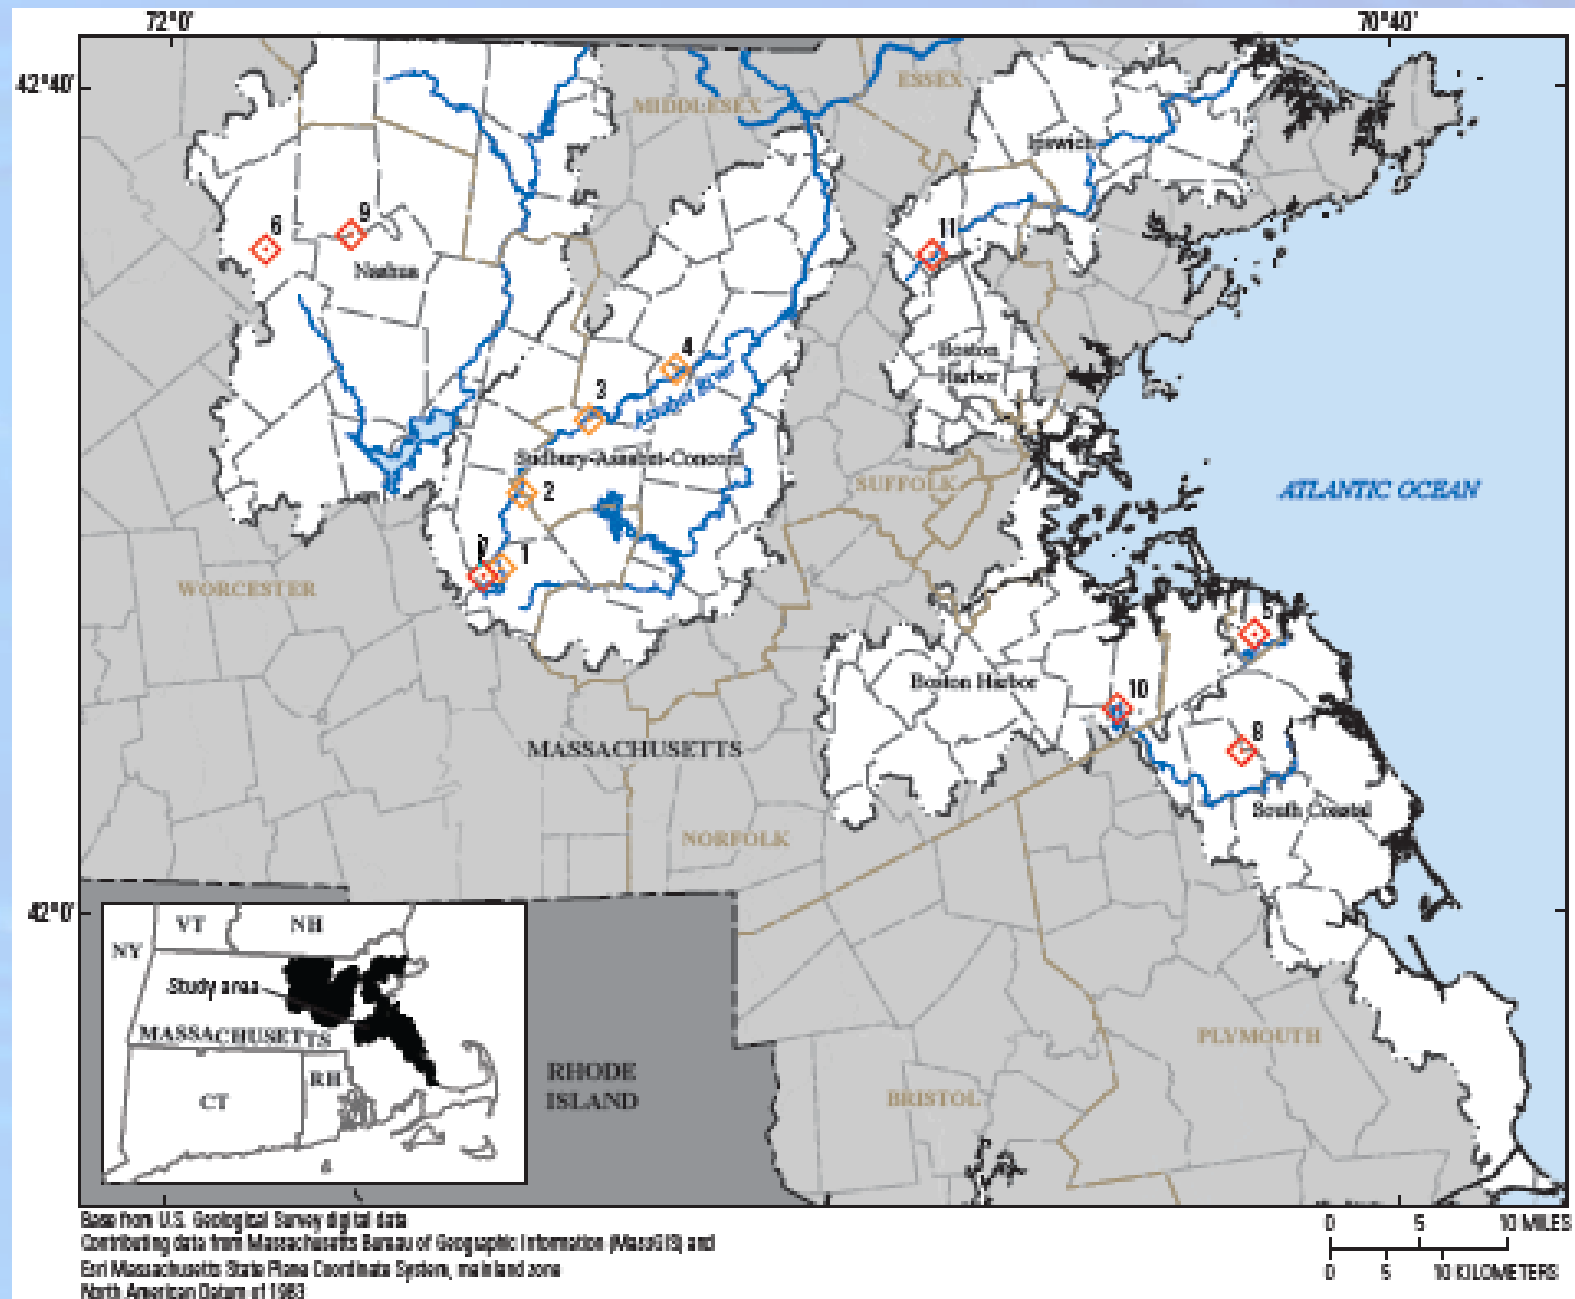 72°0'
70°40'
42°40'
ESSEX
MIDDLESEX
Ipswich
6
9
11
Nashua
4
Boston
Harbor
3
Assabet River
Sudbury-Assabet-Concord
SUFFOLK
ATLANTIC OCEAN
2
1
WORCESTER
5
Boston Harbor
10
MASSACHUSETTS
8
South Coastal
NORFOLK
42°0'
VT
NH
NY
Study area
MASSACHUSETTS
RH
CT
RHODE
ISLAND
PLYMOUTH
BRISTOL
Base from U.S. Geological Survey digital data
Contributing data from Massachusetts Bureau of Geographic Information (MassGIS) and
Esri Massachusetts State Plane Coordinate System, mainland zone
North American Datum of 1983
0 5 10 MILES
0 5 10 KILOMETERS